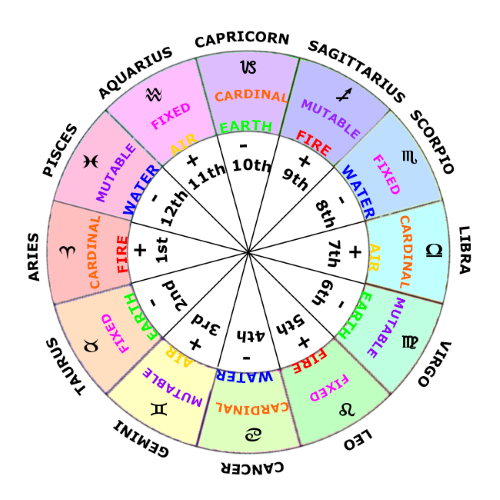 CAPRICORN
CARDINAL
EARTH
-
10th
SAGITTARIUS
MUTABLE
FIRE
+
9th
SCORPIO
FIXED
WATER
-
8th
LIBRA
CARDINAL
AIR
+
7th
VIRGO
MUTABLE
EARTH
-
6th
LEO
FIXED
FIRE
+
5th
CANCER
CARDINAL
WATER
-
4th
GEMINI
MUTABLE
AIR
+
3rd
TAURUS
FIXED
EARTH
-
2nd
ARIES
CARDINAL
FIRE
+
1st
PISCES
MUTABLE
WATER
-
12th
AQUARIUS
FIXED
AIR
+
11th